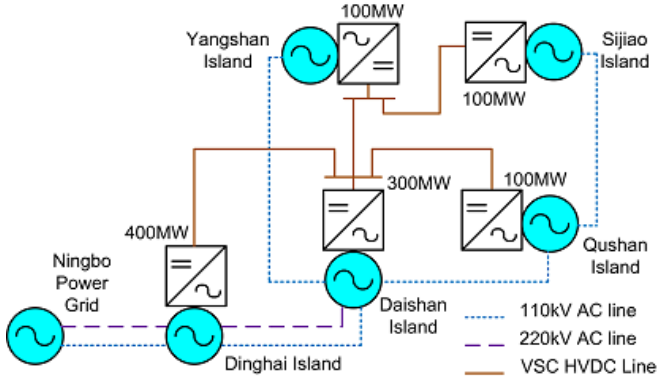 100MW
Yangshan
Island
Sijiao
Island
100MW
300MW
100MW
400MW
Qushan
Island
Ningbo
Power
Grid
Daishan
Island
Dinghai Island
110kV AC line
220kV AC line
VSC HVDC Line